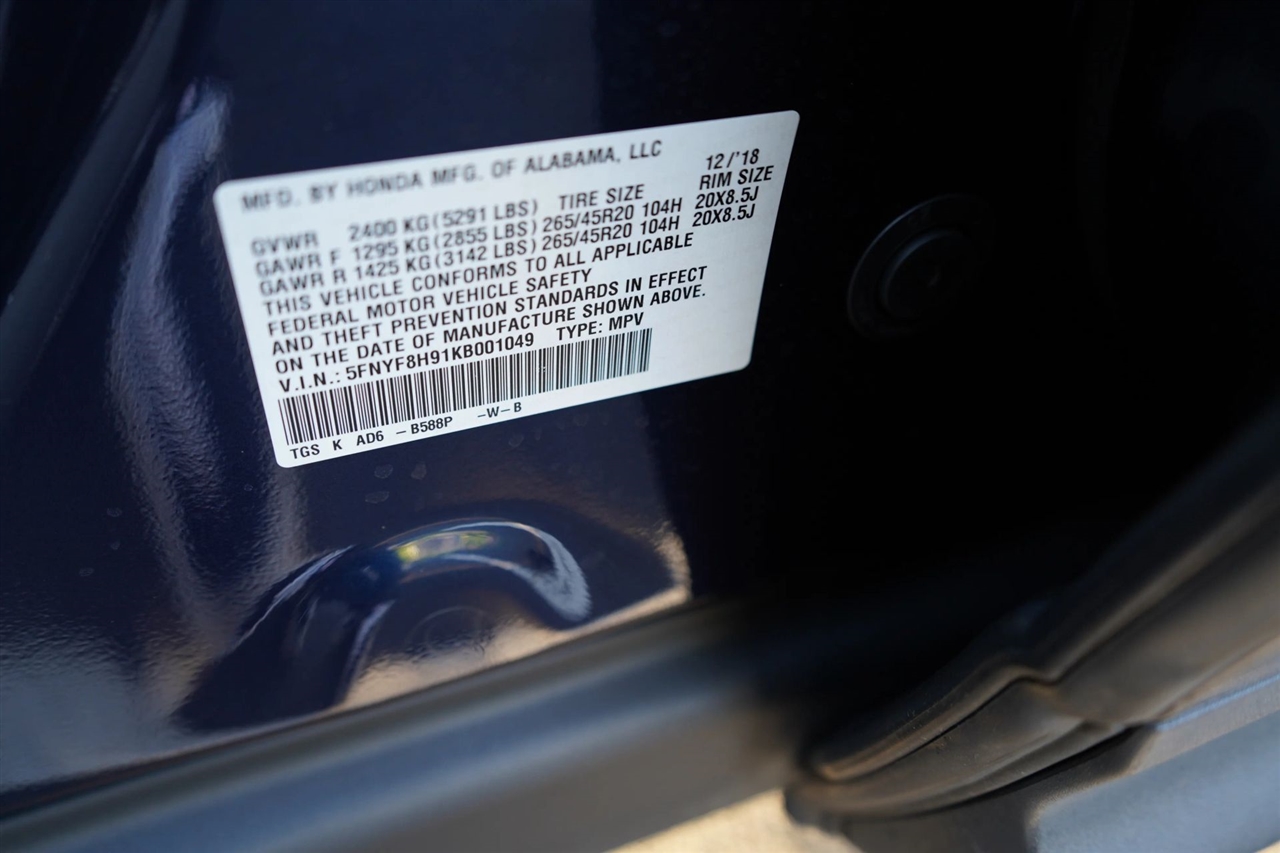 MFD. BY HONDA MFG. OF ALABAMA, LLC 12/'18
GVWR 2400 KG (5291 LBS) TIRE SIZE RIM SIZE
GAWR F 1295 KG (2855 LBS) 265/45R20 104H 20X8.5J
GAWR R 1425 KG (3142 LBS) 265/45R20 104H 20X8.5J
THIS VEHICLE CONFORMS TO ALL APPLICABLE
FEDERAL MOTOR VEHICLE SAFETY
AND THEFT PREVENTION STANDARDS IN EFFECT
ON THE DATE OF MANUFACTURE SHOWN ABOVE.
V.I.N.: 5FNYF8H91KB001049 TYPE: MPV
TGS K AD6 -B588P -W-B